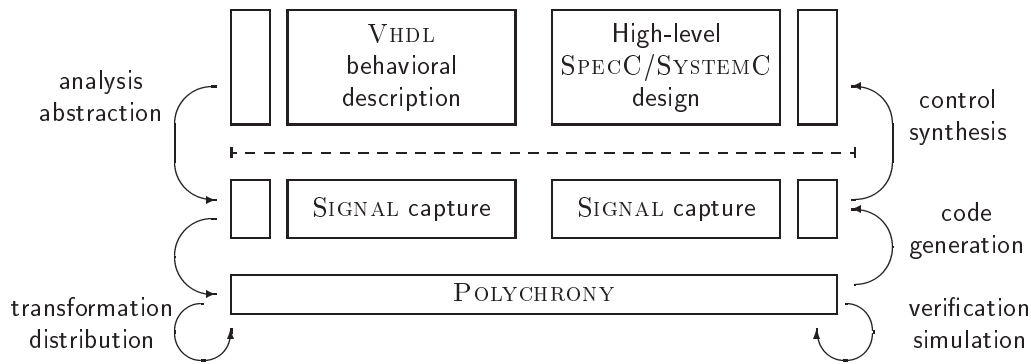 VHDL
behavioral
description
High-level
SPECC/SYSTEMC
design
analysis
abstraction
control
synthesis
SIGNAL capture
SIGNAL capture
code
generation
POLYCHRONY
transformation
distribution
verification
simulation